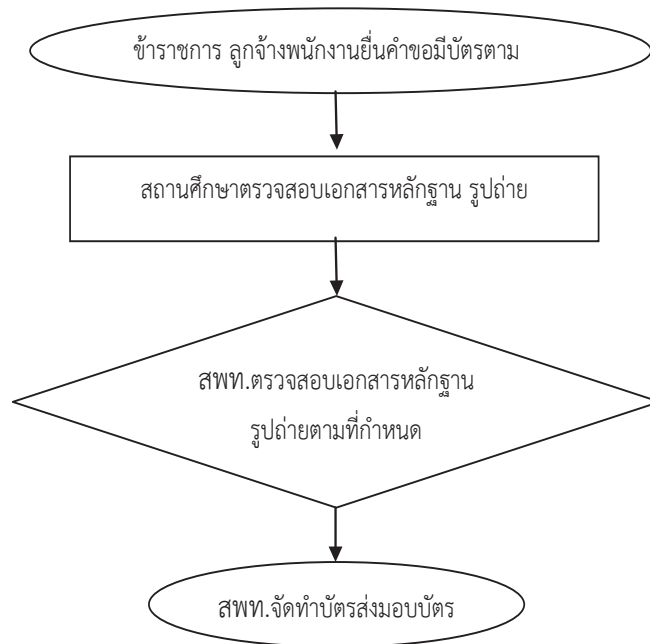 ข้าราชการ ลูกจ้างพนักงานยื่นคำขอมีบัตรตาม
สถานศึกษาตรวจสอบเอกสารหลักฐาน รูปถ่าย
สพท.ตรวจสอบเอกสารหลักฐาน
รูปถ่ายตามที่กำหนด
สพท.จัดทำบัตรส่งมอบบัตร